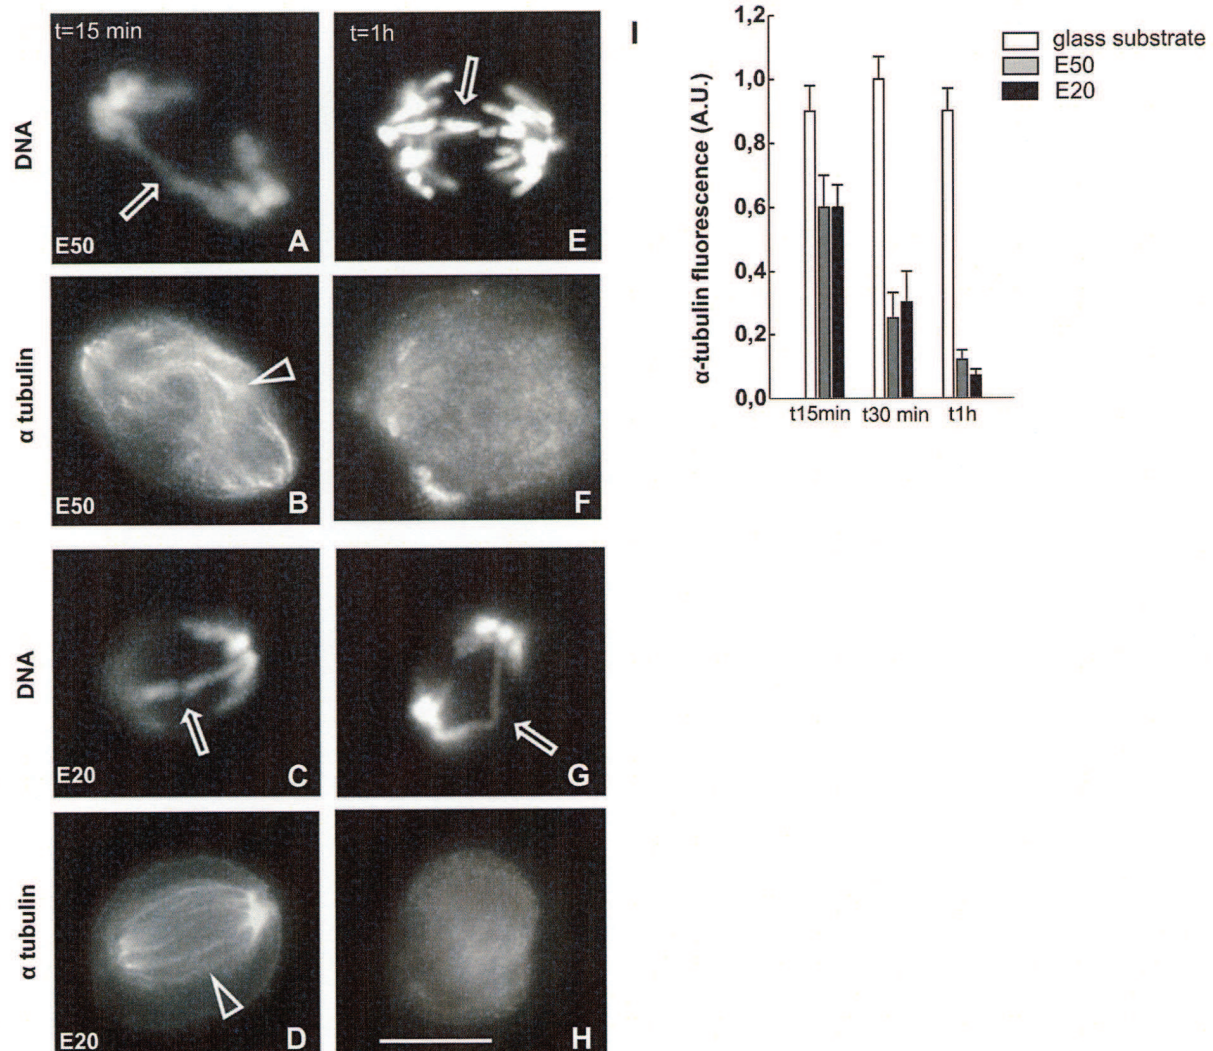 t=15 min
t=1h
DNA
A
E50
E
α tubulin
B
E50
F
DNA
C
E20
G
α tubulin
D
E20
H
I
1,2
1,0
0,8
0,6
0,4
0,2
0,0
α-tubulin fluorescence (A.U.)
t15min
t30 min
t1h
glass substrate
E50
E20